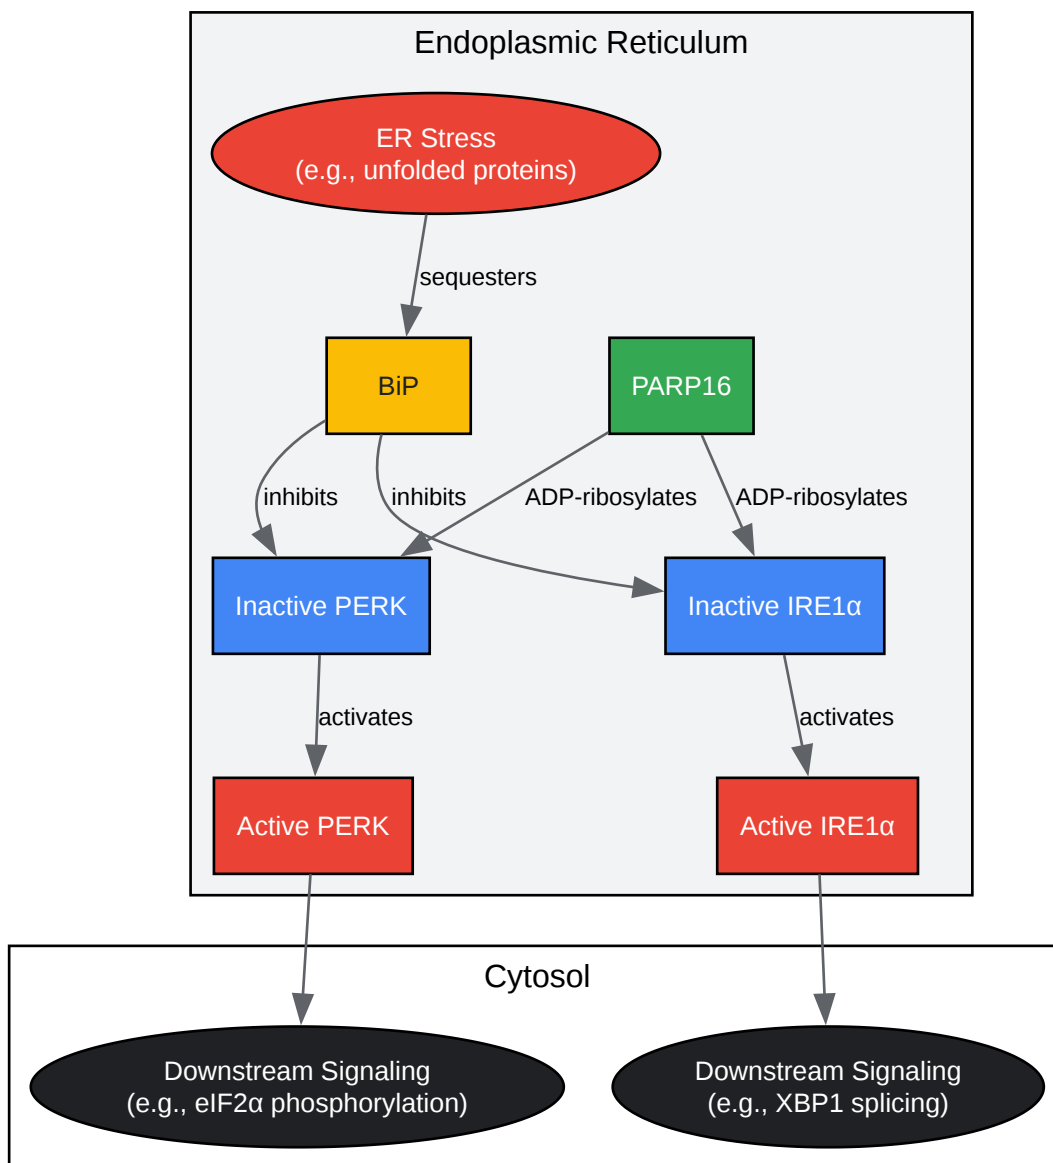 Endoplasmic Reticulum
ER Stress
(e.g., unfolded proteins)
sequesters
BiP
PARP16
inhibits
inhibits
ADP-ribosylates
ADP-ribosylates
Inactive PERK
Inactive IRE1α
activates
activates
Active PERK
Active IRE1α
Cytosol
Downstream Signaling
(e.g., eIF2α phosphorylation)
Downstream Signaling
(e.g., XBP1 splicing)